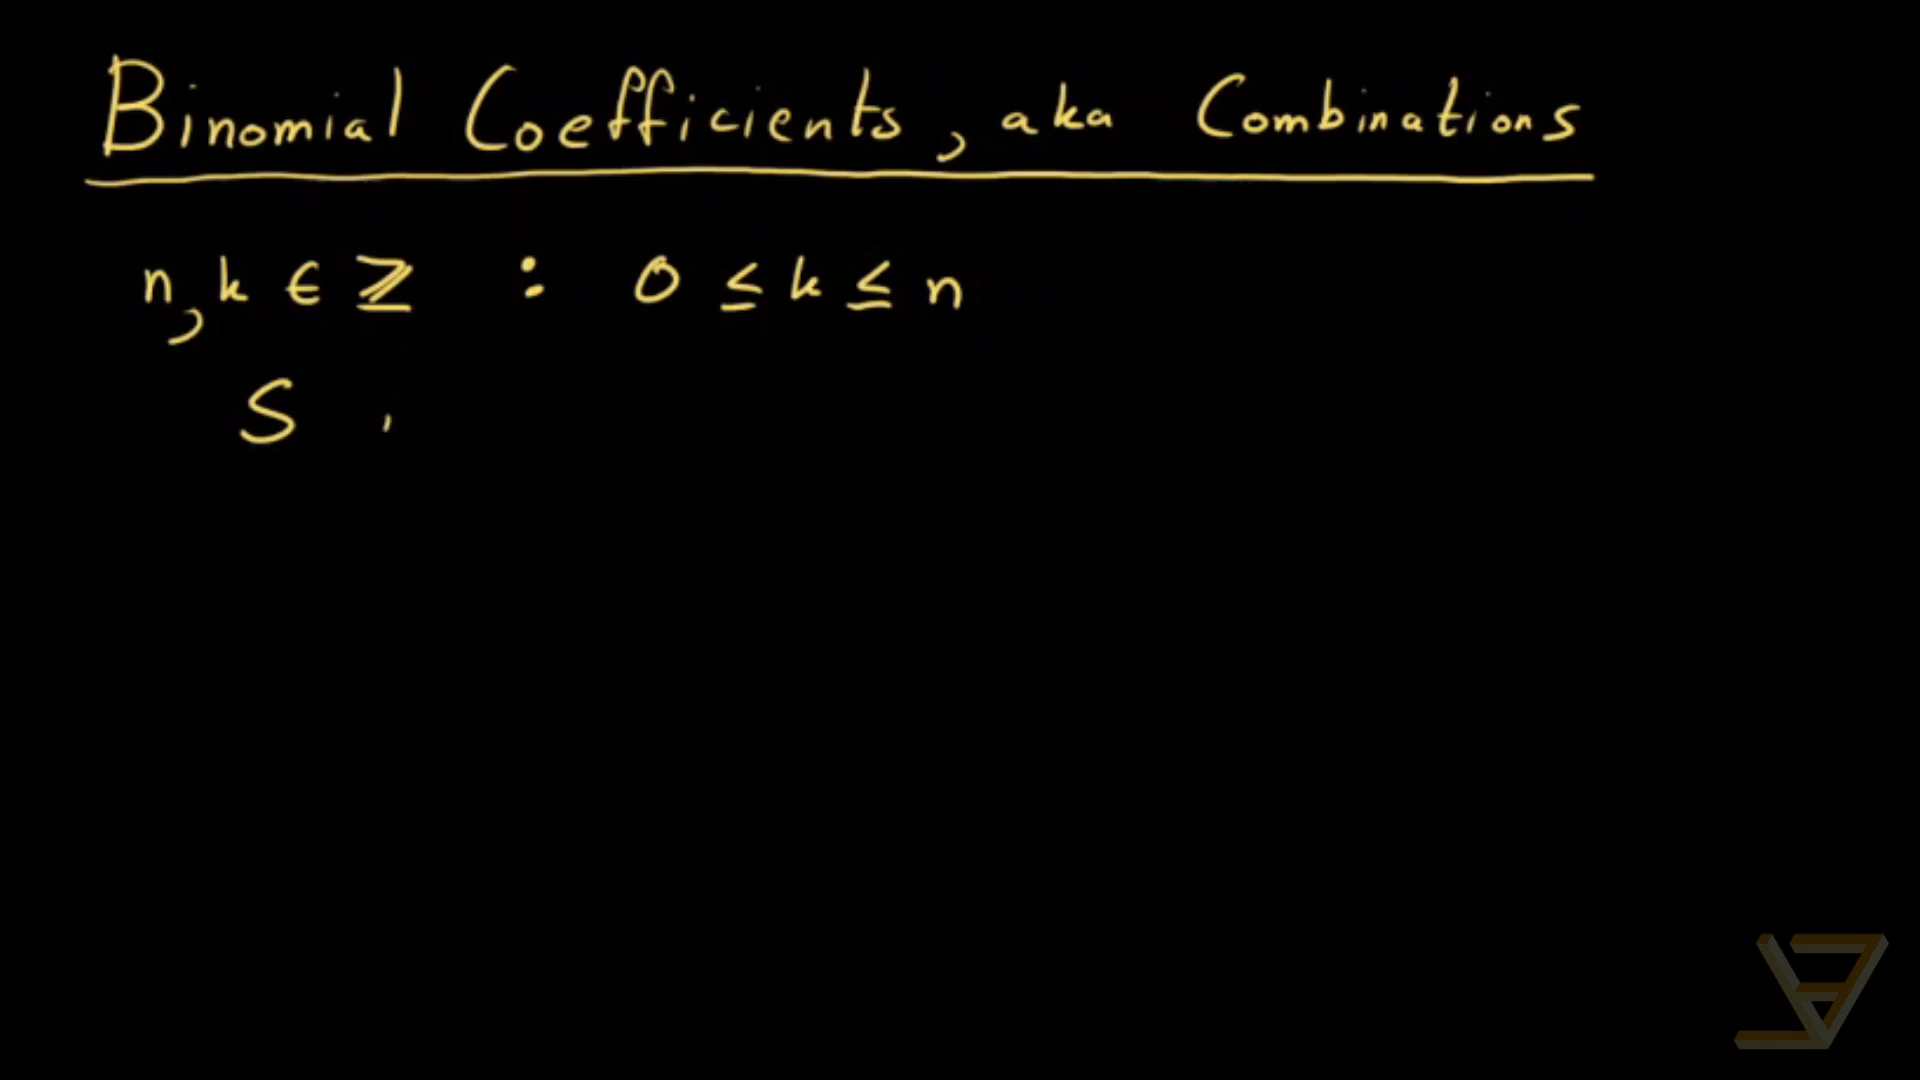 Binomial Coefficients, aka Combinations
n, k ∈ ℤ : 0 ≤ k ≤ n
S